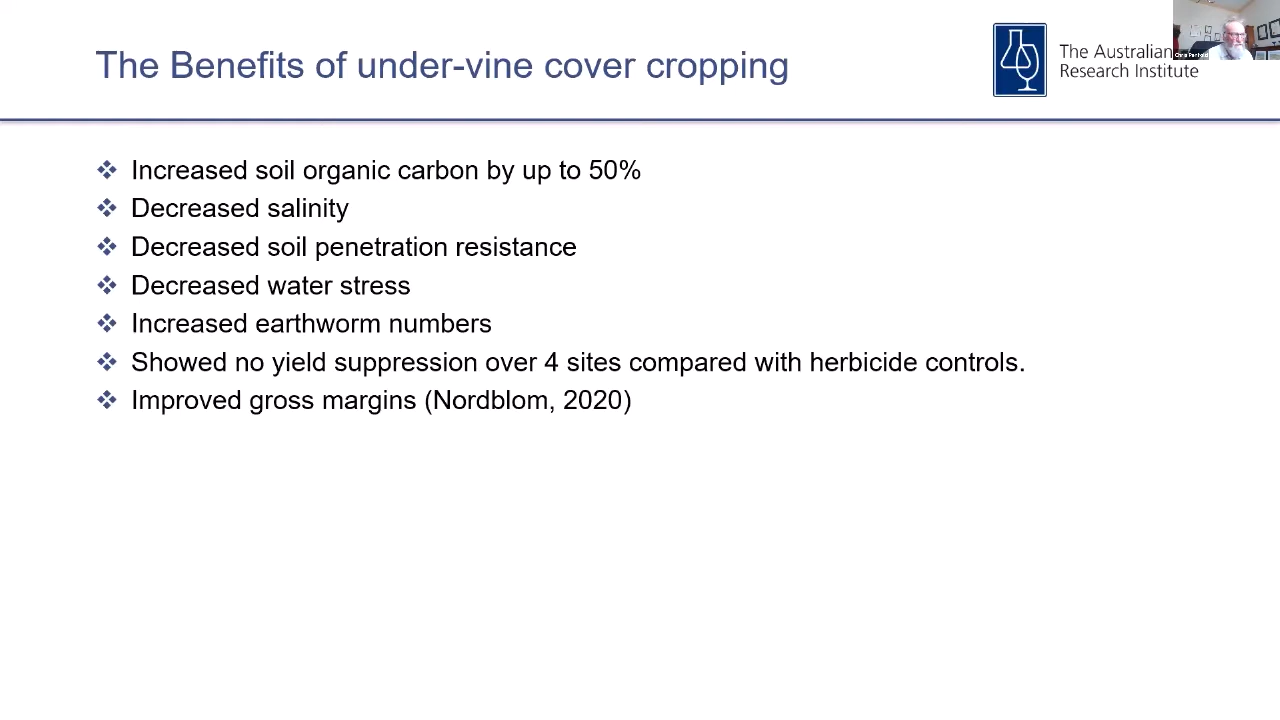 The Benefits of under-vine cover cropping
The Australian
Research Institute
Increased soil organic carbon by up to 50%
Decreased salinity
Decreased soil penetration resistance
Decreased water stress
Increased earthworm numbers
Showed no yield suppression over 4 sites compared with herbicide controls.
Improved gross margins (Nordblom, 2020)